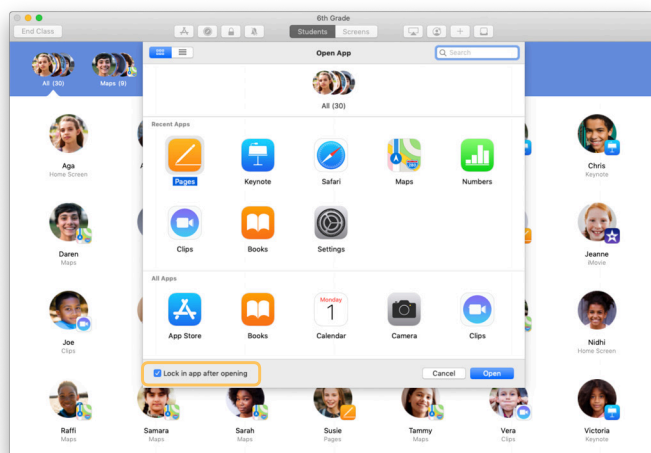 6th Grade
End Class
Students
Screens
Open App
Search
All (30)
Maps (9)
All (30)
Recent Apps
Pages
Keynote
Safari
Maps
Numbers
Clips
Books
Settings
All Apps
App Store
Books
Monday
1
Calendar
Camera
Clips
Lock in app after opening
Cancel
Open
Aga
Home Screen
A
Chris
Keynote
Daren
Maps
Jeanne
iMovie
Joe
Clips
Nidhi
Home Screen
Raffi
Maps
Samara
Maps
Sarah
Maps
Susie
Pages
Tammy
Maps
Vera
Clips
Victoria
Keynote